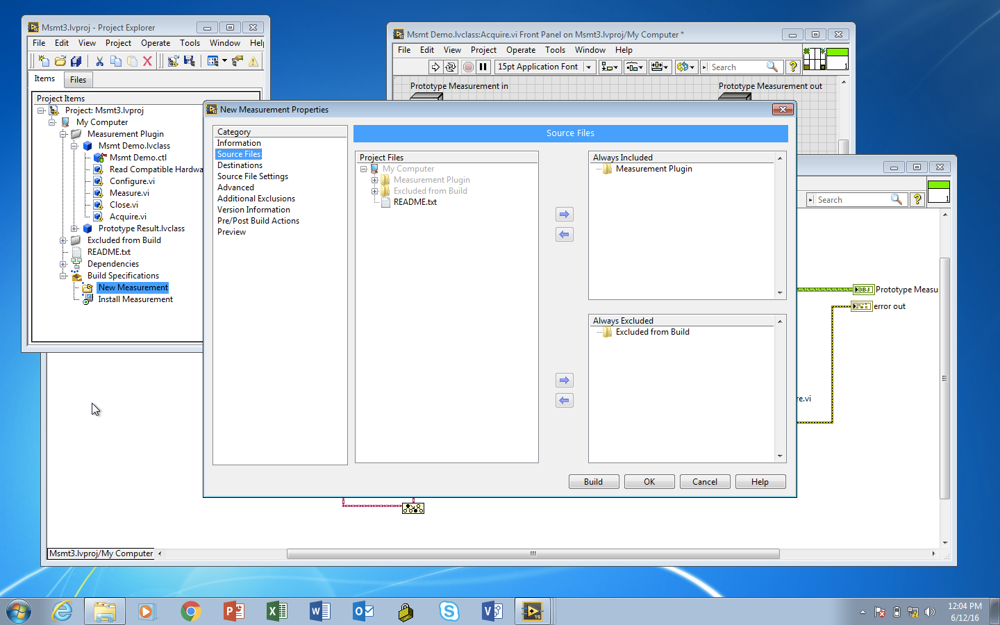 Msmt3.lvproj - Project Explorer
File Edit View Project Operate Tools Window Help
Items Files
Project Items
Project: Msmt3.lvproj
My Computer
Measurement Plugin
Msmt Demo.lvclass
Msmt Demo.ctl
Read Compatible Hardwa
Configure.vi
Measure.vi
Close.vi
Acquire.vi
Prototype Result.lvclass
Excluded from Build
README.txt
Dependencies
Build Specifications
New Measurement
Install Measurement
Msmt Demo.lvclass:Acquire.vi Front Panel on Msmt3.lvproj/My Computer *
File Edit View Project Operate Tools Window Help
15pt Application Font
Search
?
1
Prototype Measurement in
Prototype Measurement out
New Measurement Properties
Category
Information
Source Files
Destinations
Source File Settings
Advanced
Additional Exclusions
Version Information
Pre/Post Build Actions
Preview
Source Files
Project Files
My Computer
Measurement Plugin
Excluded from Build
README.txt
Always Included
Measurement Plugin
Always Excluded
Excluded from Build
Build OK Cancel Help
Search
?
1
OBJ
Prototype Measu
error out
re.vi
Msmt3.lvproj/My Computer
15
12:04 PM
6/12/16